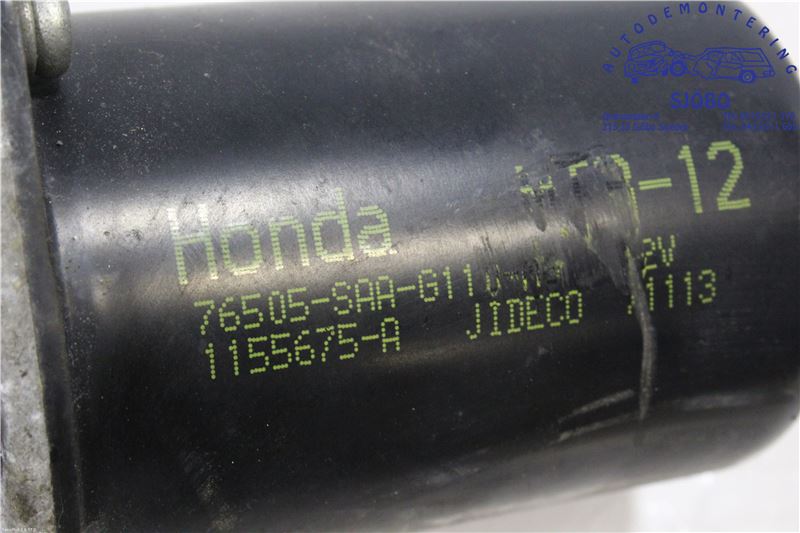 AUTODEMONTERING
SJÖBO
Honda -12
76505-SAA-G11 2V
1155675-A JIDECO 1113